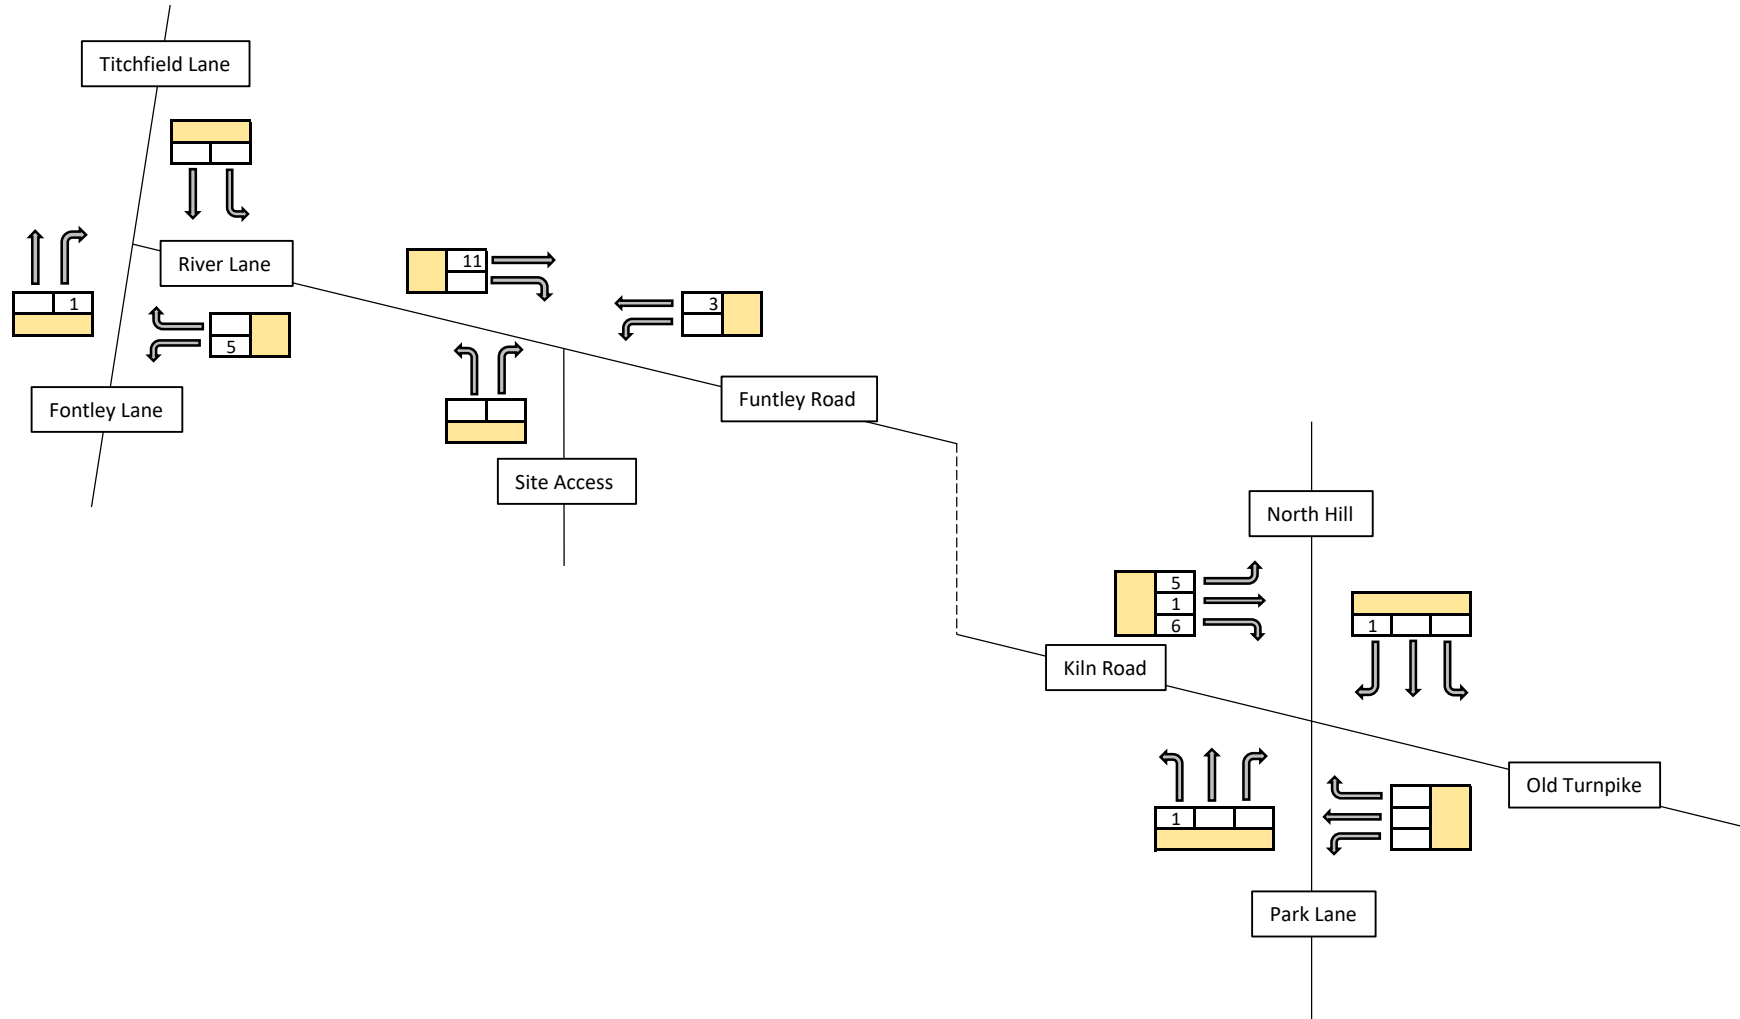 Titchfield Lane
River Lane
11
1
3
5
Funtley Road
Fontley Lane
Site Access
North Hill
5
1
6
1
Kiln Road
Old Turnpike
1
Park Lane